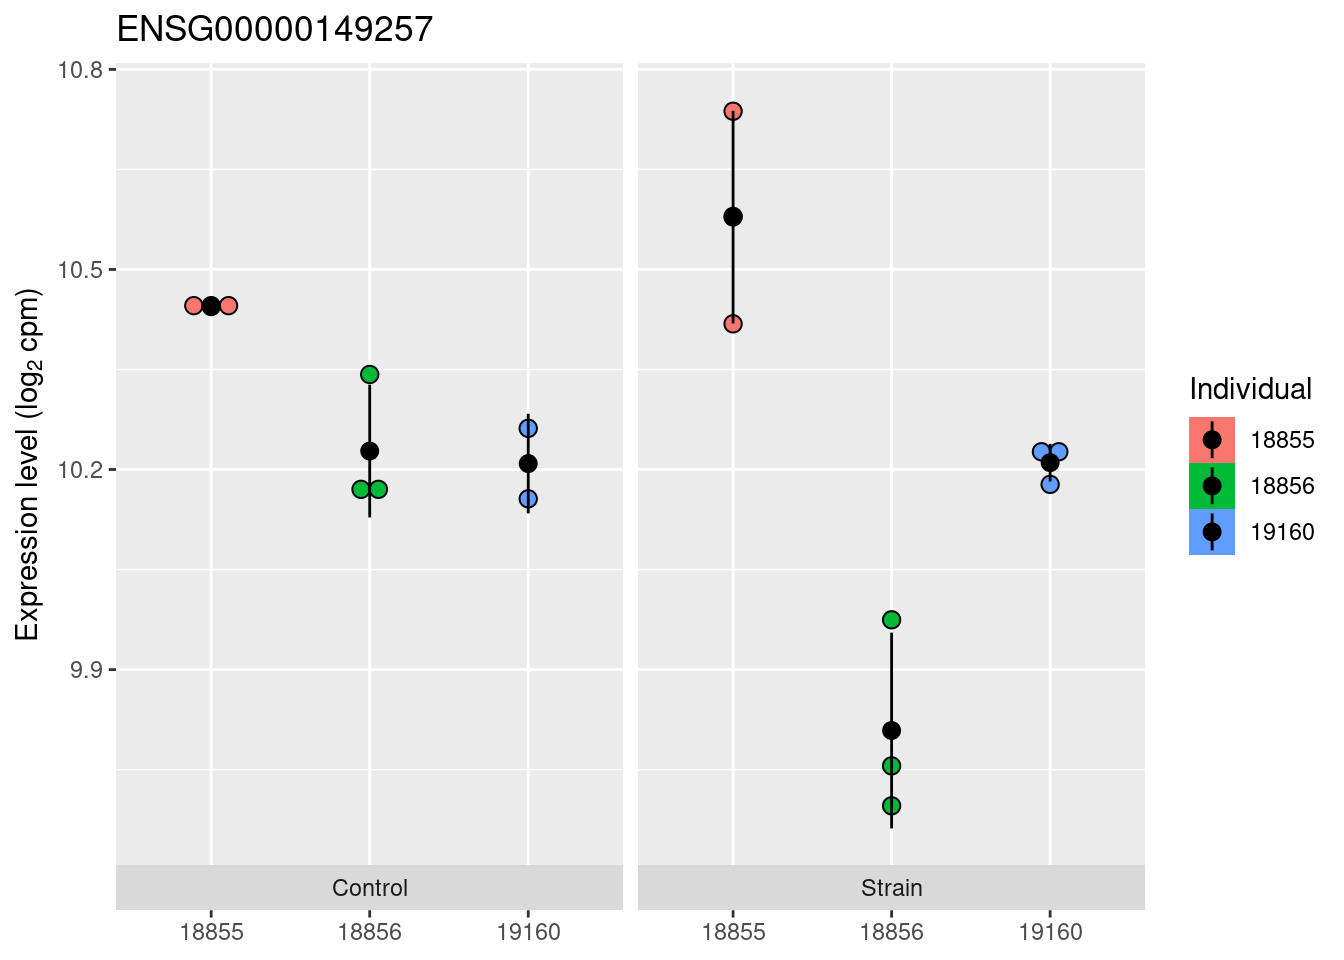 ENSG00000149257
10.8
10.5
10.2
9.9
Expression level (log₂ cpm)
Control
Strain
18855
18856
19160
18855
18856
19160
Individual
18855
18856
19160